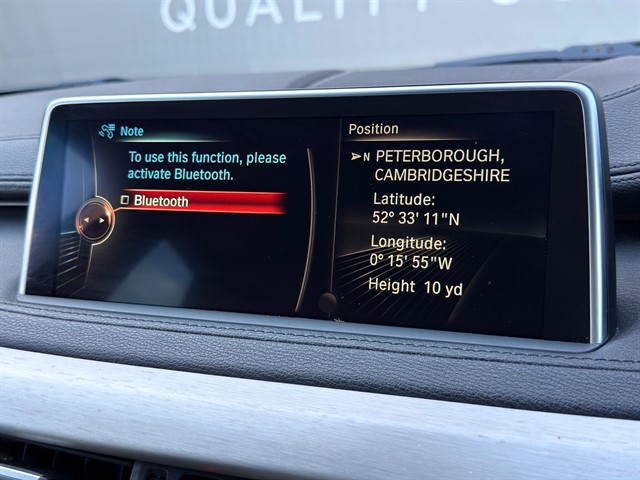 QUALITY
Note
To use this function, please
activate Bluetooth.
Bluetooth
Position
N PETERBOROUGH,
CAMBRIDGESHIRE
Latitude:
52° 33' 11"N
Longitude:
0° 15' 55"W
Height 10 yd